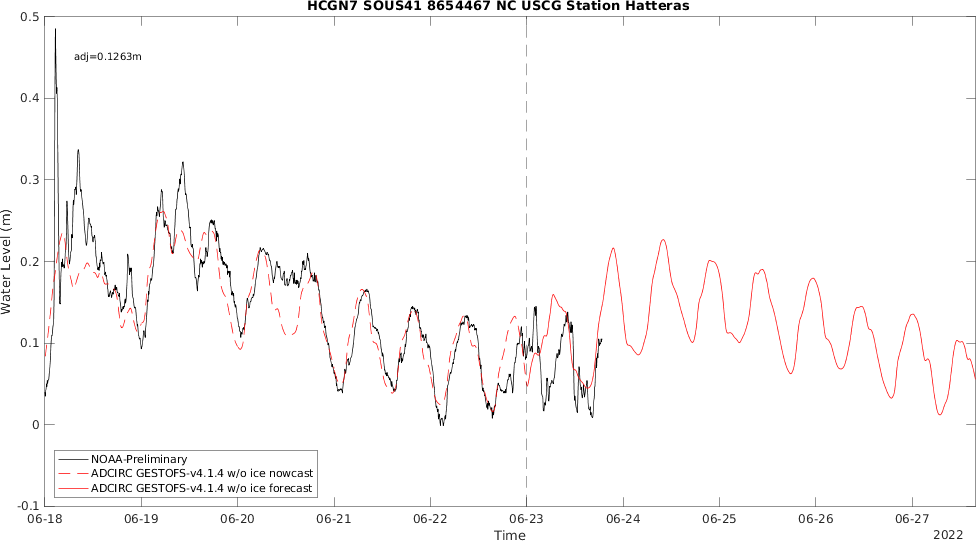 HCGN7 SOUS41 8654467 NC USCG Station Hatteras
adj=0.1263m
0.5
0.4
0.3
0.2
0.1
0
-0.1
Water Level (m)
NOAA-Preliminary
ADCIRC GESTOFS-v4.1.4 w/o ice nowcast
ADCIRC GESTOFS-v4.1.4 w/o ice forecast
06-18 06-19 06-20 06-21 06-22 06-23 06-24 06-25 06-26 06-27
Time
2022